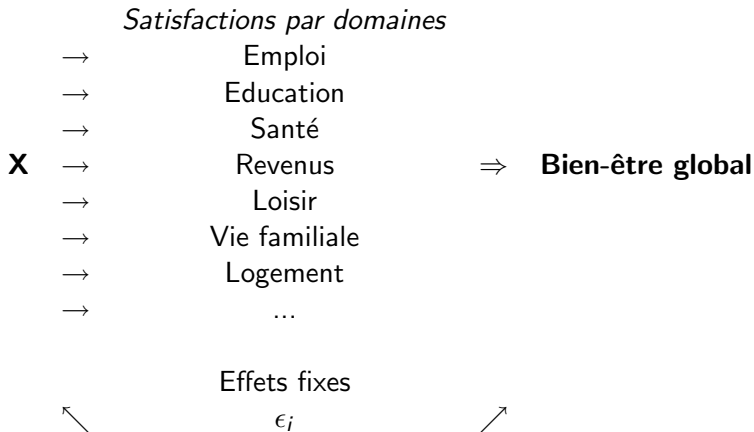 Satisfactions par domaines
→ Emploi
→ Education
→ Santé
X → Revenus ⇒ Bien-être global
→ Loisir
→ Vie familiale
→ Logement
→ ...
Effets fixes
↖ ϵi ↗